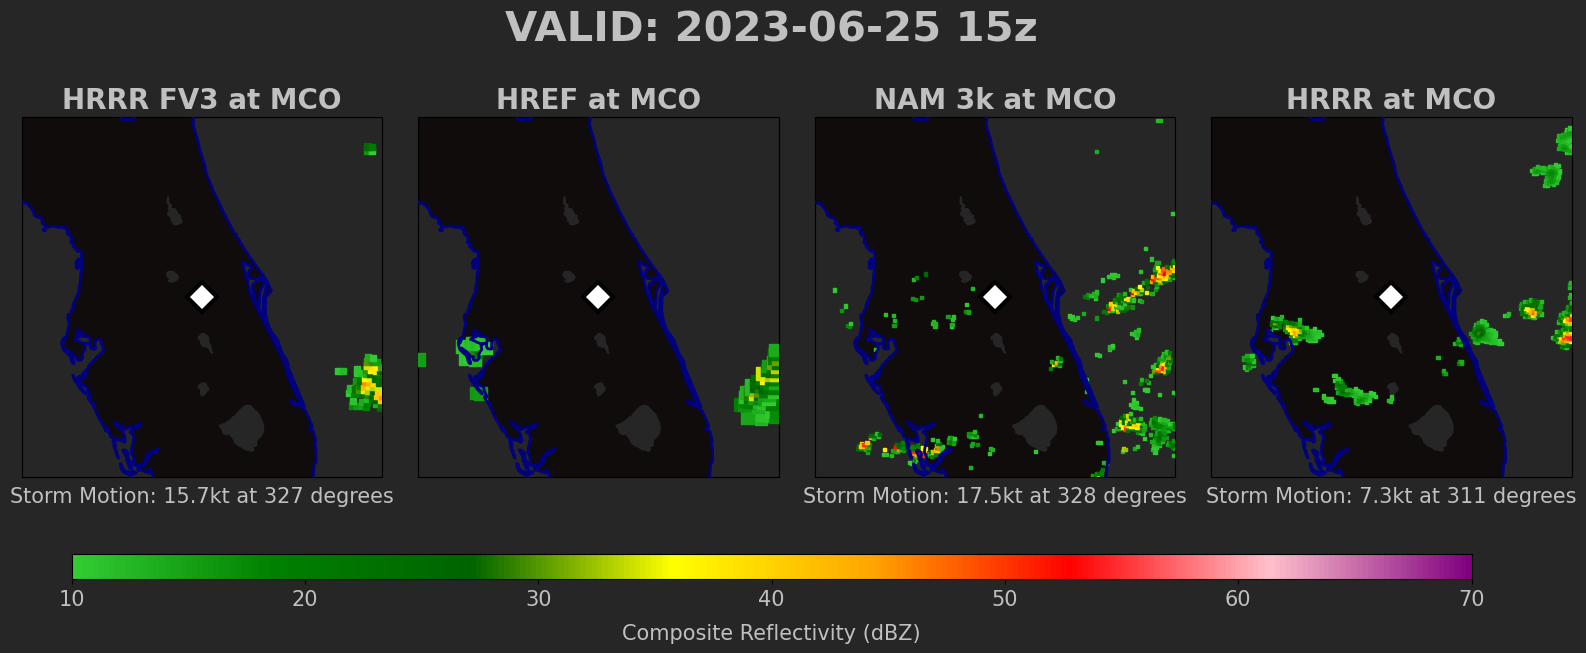 VALID: 2023-06-25 15z
HRRR FV3 at MCO
HREF at MCO
NAM 3k at MCO
HRRR at MCO
Storm Motion: 15.7kt at 327 degrees
Storm Motion: 17.5kt at 328 degrees
Storm Motion: 7.3kt at 311 degrees
10 20 30 40 50 60 70
Composite Reflectivity (dBZ)